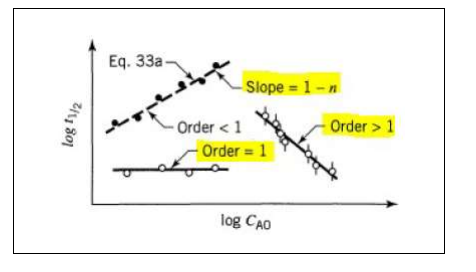 Eq. 33a
Slope = 1 – n
Order < 1
Order > 1
Order = 1
log t1/2
log CA0